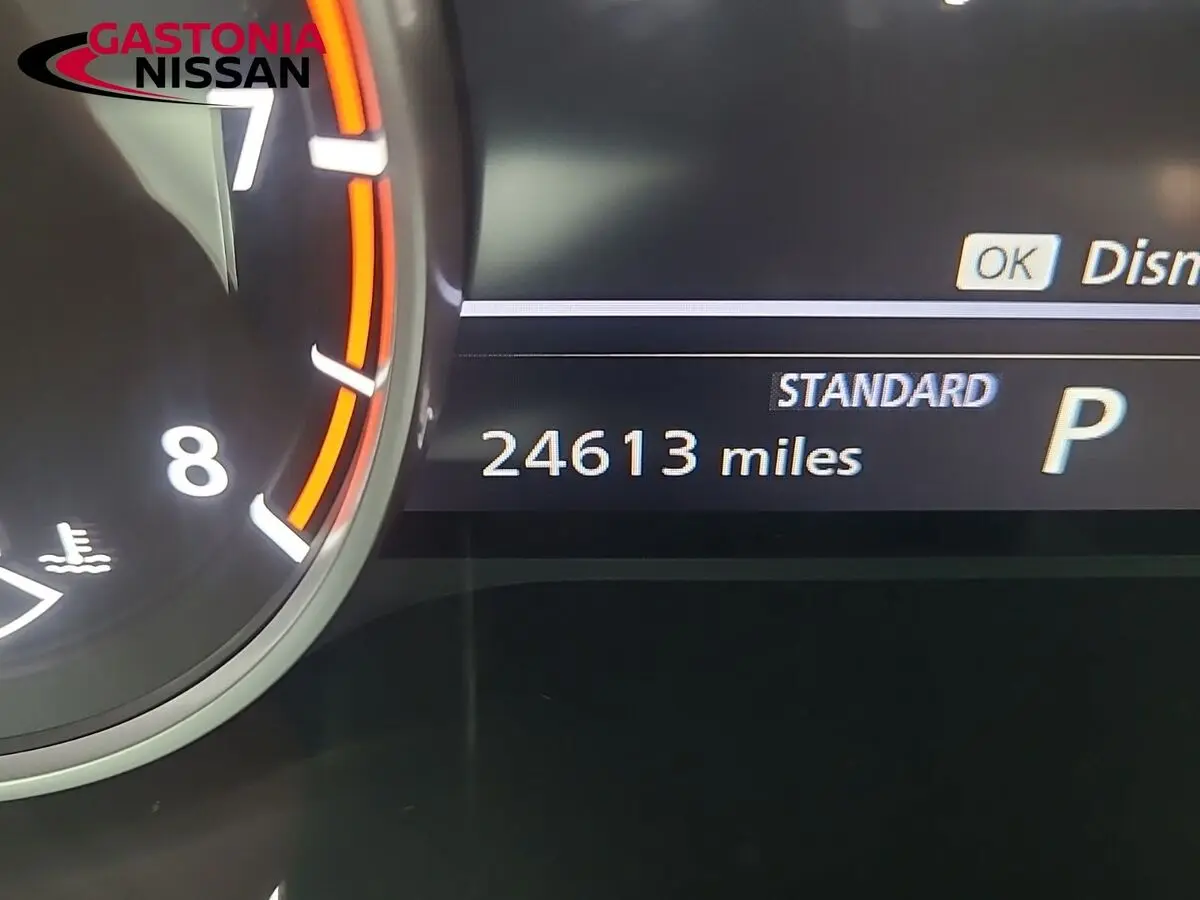 GASTONIA
NISSAN
7
OK
STANDARD
P
24613 miles
8